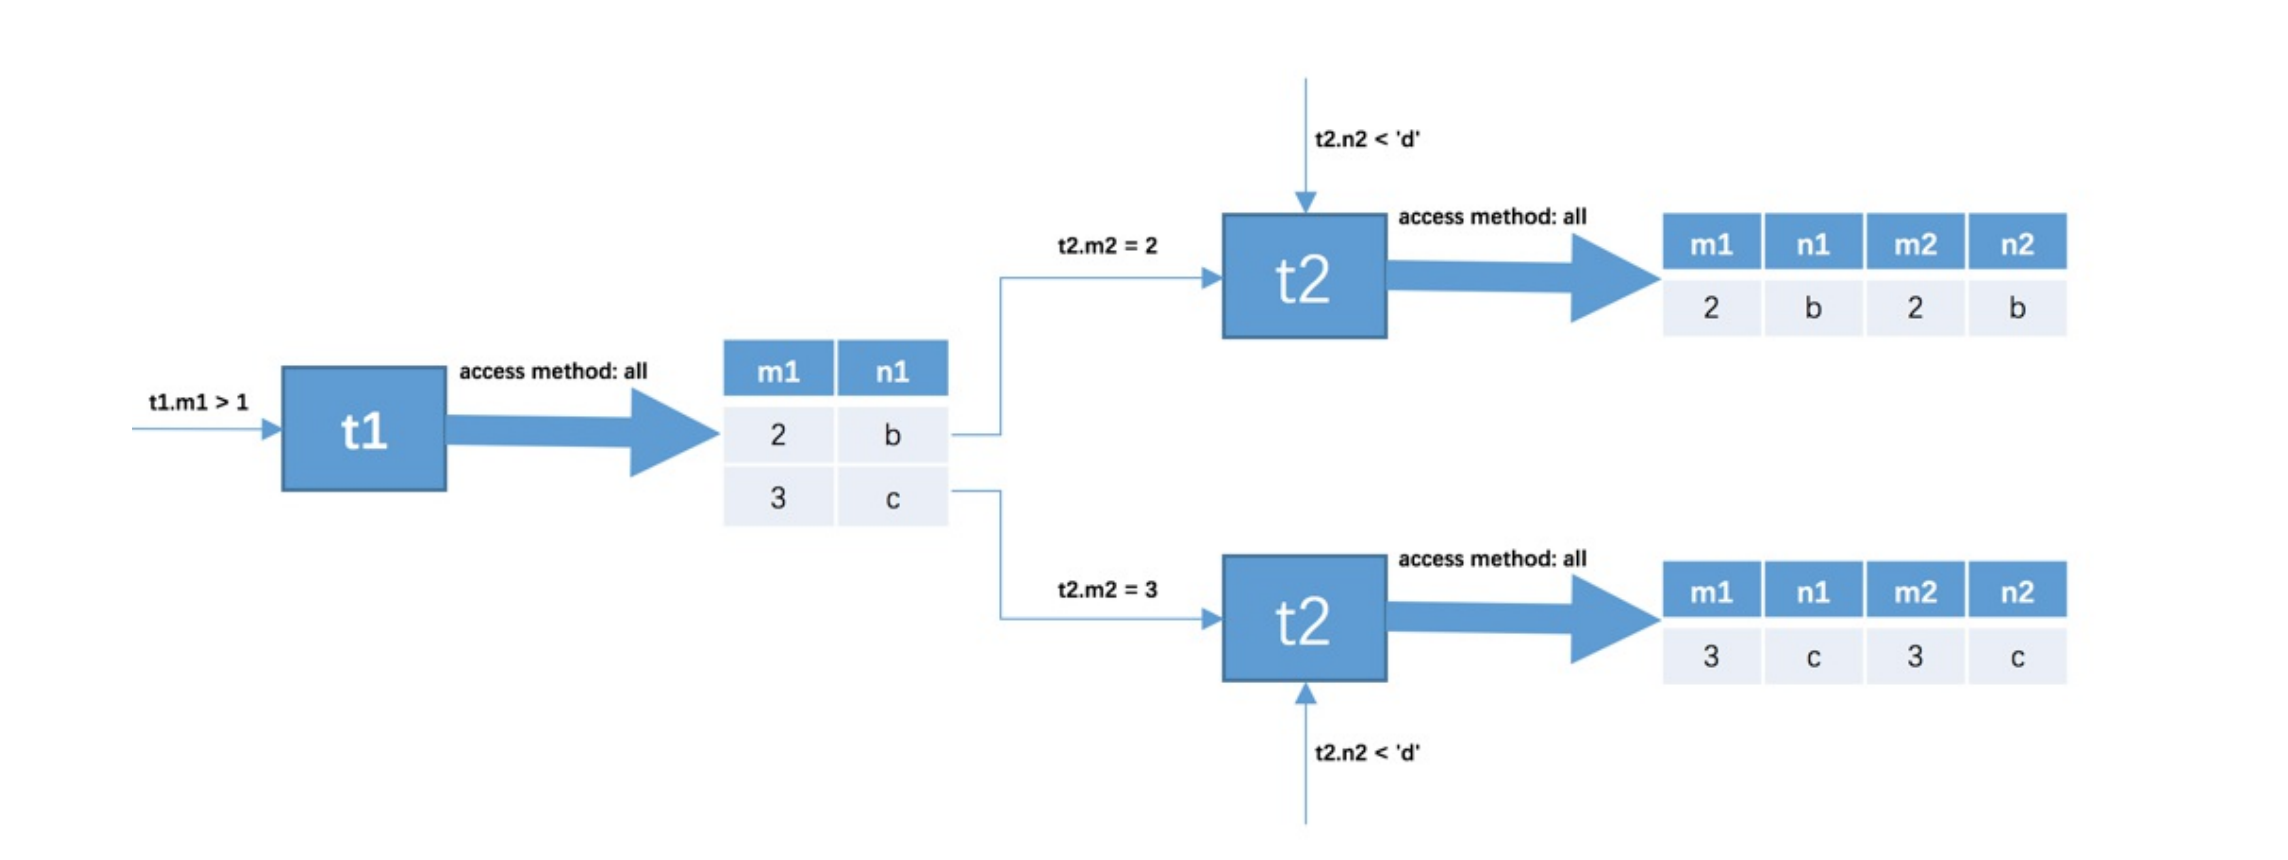 t1.m1 > 1
t1
access method: all
m1 n1
2 b
3 c
t2.m2 = 2
t2.n2 < 'd'
t2
access method: all
m1 n1 m2 n2
2 b 2 b
t2.m2 = 3
t2
access method: all
m1 n1 m2 n2
3 c 3 c
t2.n2 < 'd'